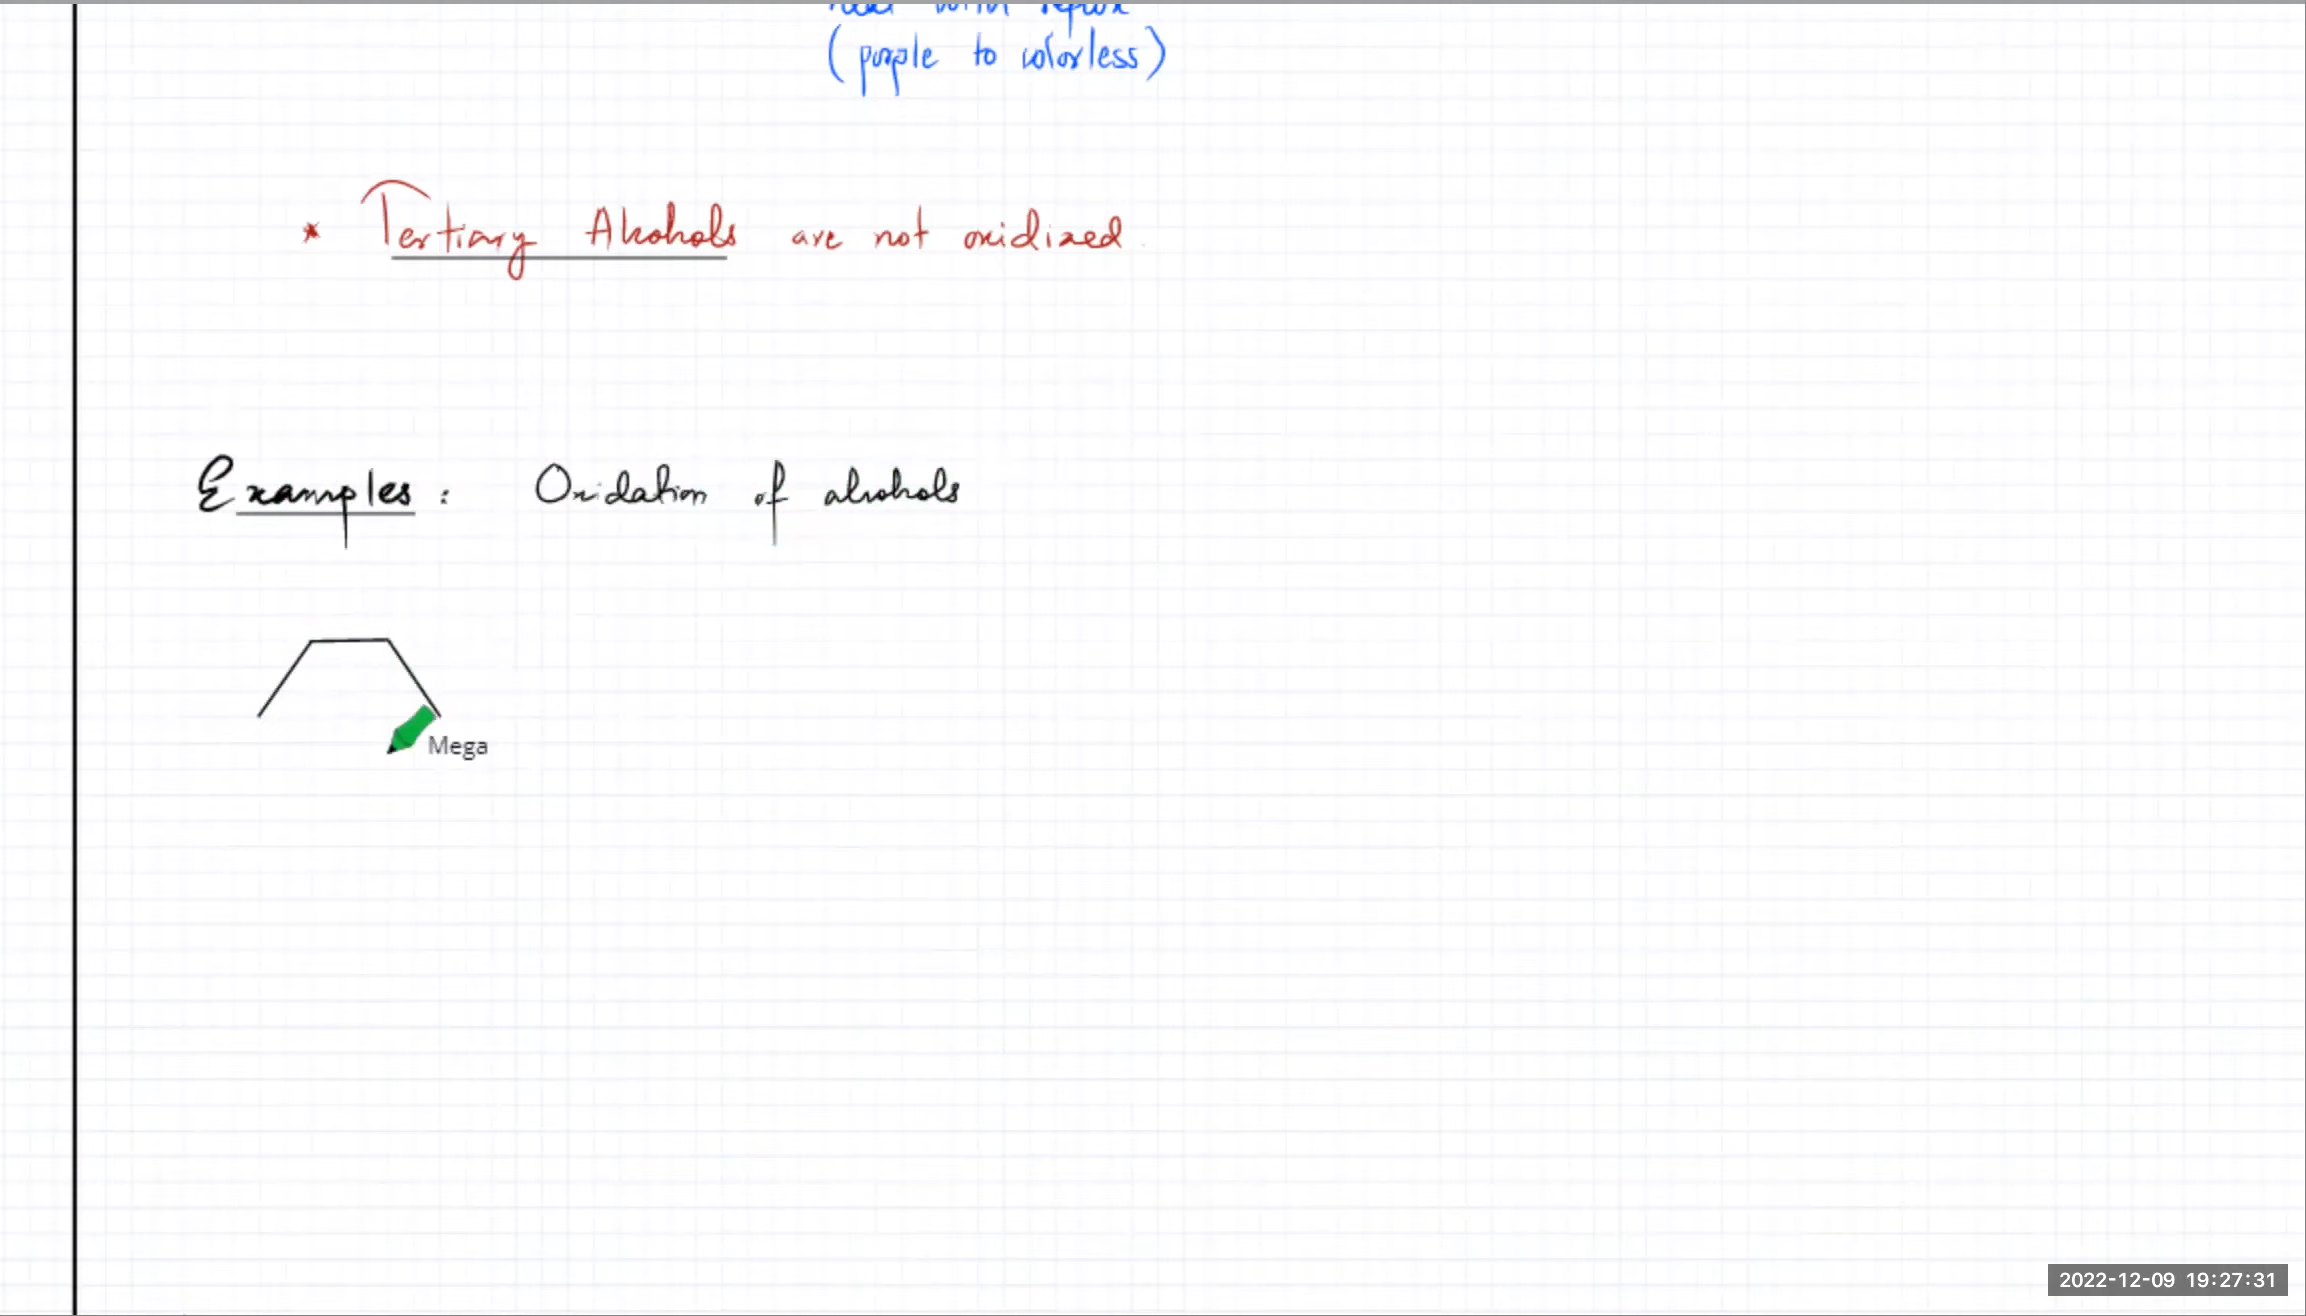 (purple to colorless)
* Tertiary Alcohols are not oxidized
Examples : Oxidation of alcohols
Mega
2022-12-09 19:27:31